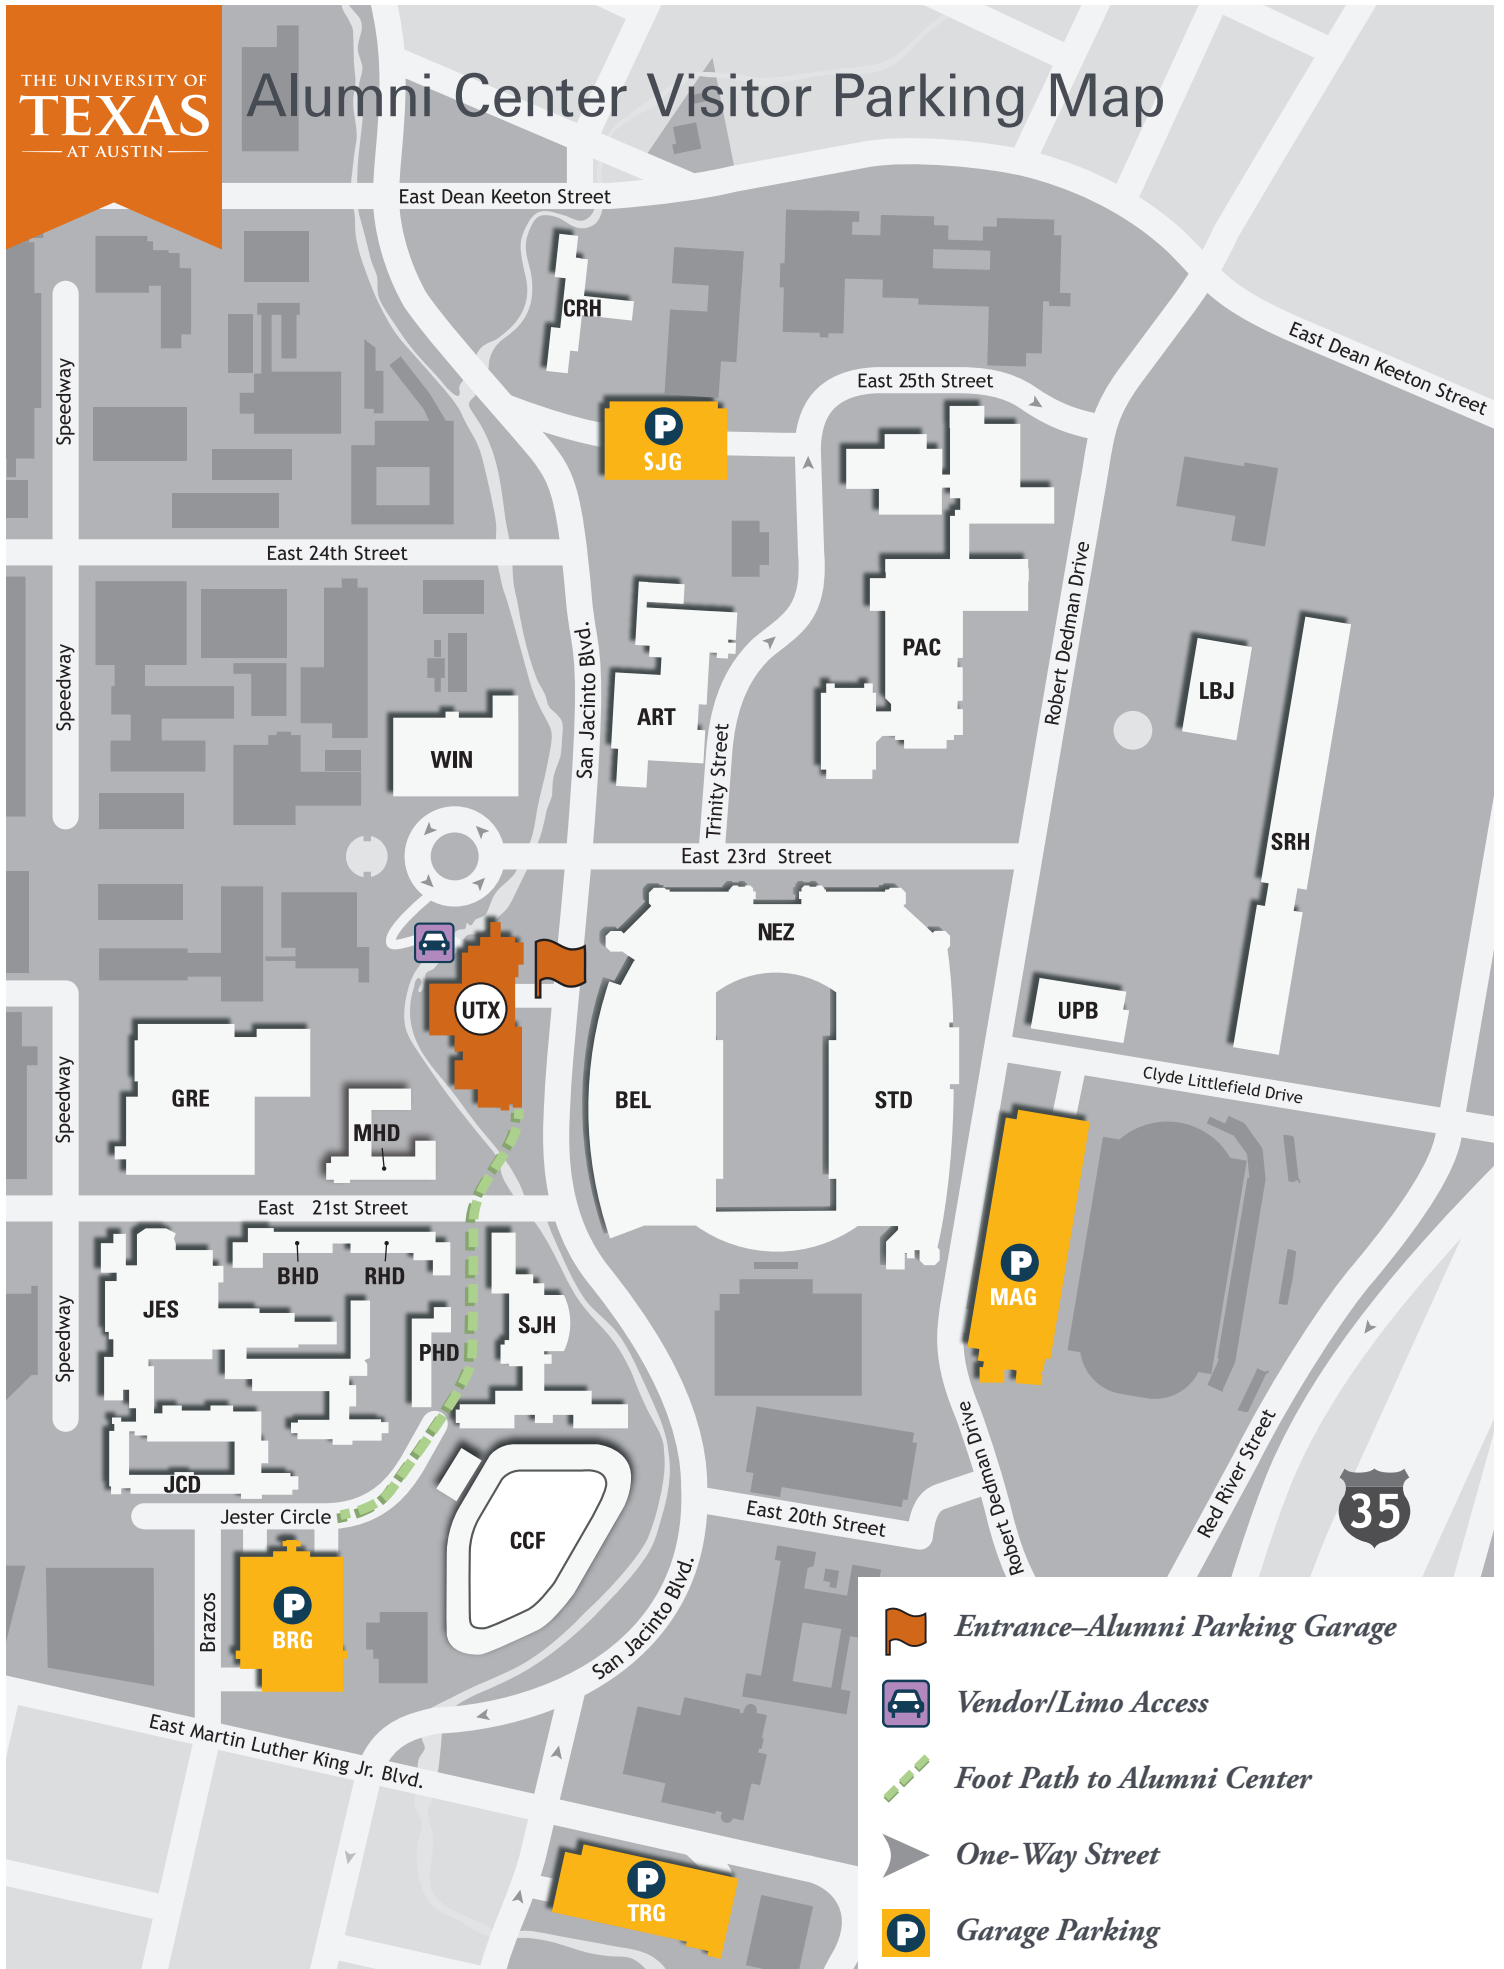 THE UNIVERSITY OF
TEXAS
AT AUSTIN
Alumni Center Visitor Parking Map
East Dean Keeton Street
CRH
East Dean Keeton Street
East 25th Street
Speedway
P
SJG
East 24th Street
Robert Dedman Drive
San Jacinto Blvd.
Speedway
PAC
LBJ
ART
WIN
Trinity Street
SRH
East 23rd Street
NEZ
UTX
UPB
Clyde Littlefield Drive
GRE
BEL
STD
Speedway
MHD
East 21st Street
P
MAG
BHD
RHD
JES
SJH
PHD
Speedway
Robert Dedman Drive
Red River Street
JCD
Jester Circle
East 20th Street
35
CCF
P
BRG
Brazos
San Jacinto Blvd.
East Martin Luther King Jr. Blvd.
P
TRG
Entrance–Alumni Parking Garage
Vendor/Limo Access
Foot Path to Alumni Center
One-Way Street
P
Garage Parking